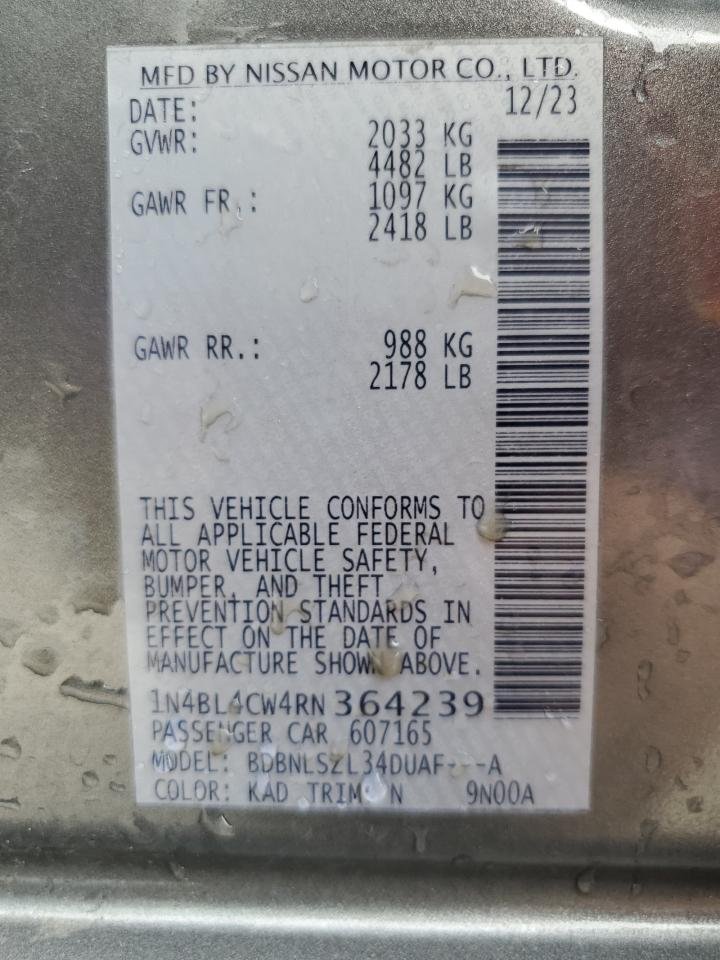 MFD BY NISSAN MOTOR CO., LTD.
DATE: 12/23
GVWR: 2033 KG
4482 LB
GAWR FR.: 1097 KG
2418 LB
GAWR RR.: 988 KG
2178 LB
THIS VEHICLE CONFORMS TO
ALL APPLICABLE FEDERAL
MOTOR VEHICLE SAFETY,
BUMPER, AND THEFT
PREVENTION STANDARDS IN
EFFECT ON THE DATE OF
MANUFACTURE SHOWN ABOVE.
1N4BL4CW4RN364239
PASSENGER CAR 607165
MODEL: BDBNLSZL34DUAF---A
COLOR: KAD TRIM: N 9N00A